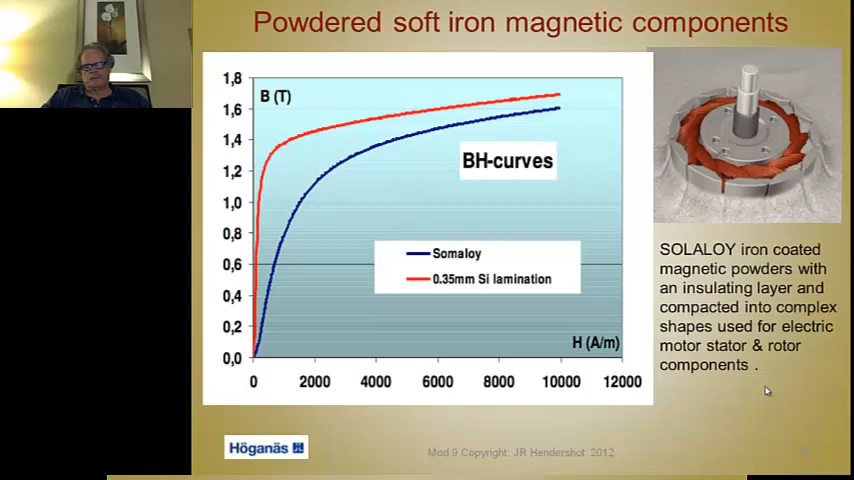 Powdered soft iron magnetic components
1,8
B (T)
1,6
1,4
1,2
BH-curves
1,0
0,8
Somaloy
0,6
0.35mm Si lamination
0,4
0,2
H (A/m)
0,0
0 2000 4000 6000 8000 10000 12000
SOLALOY iron coated
magnetic powders with
an insulating layer and
compacted into complex
shapes used for electric
motor stator & rotor
components .
Höganäs
Mod 9 Copyright: JR Hendershot 2012